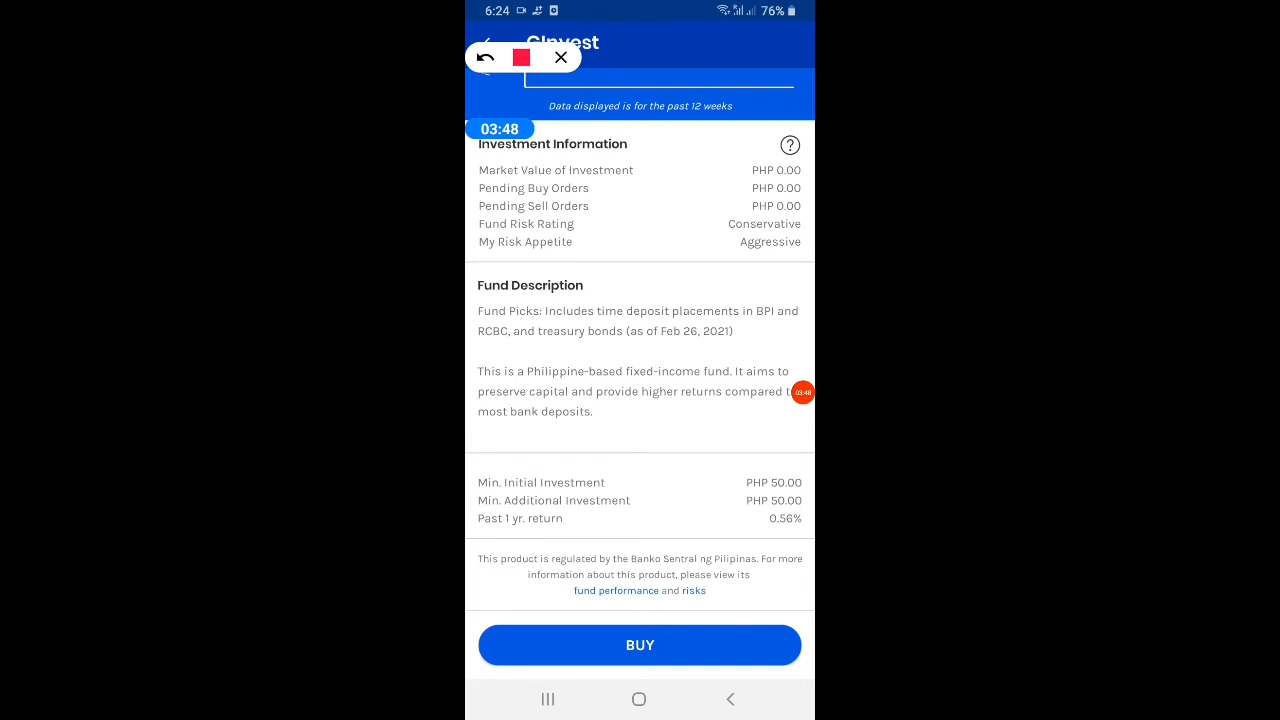 6:24
76%
GInvest
Data displayed is for the past 12 weeks
03:48
Investment Information
?
Market Value of Investment PHP 0.00
Pending Buy Orders PHP 0.00
Pending Sell Orders PHP 0.00
Fund Risk Rating Conservative
My Risk Appetite Aggressive
Fund Description
Fund Picks: Includes time deposit placements in BPI and
RCBC, and treasury bonds (as of Feb 26, 2021)
This is a Philippine-based fixed-income fund. It aims to
preserve capital and provide higher returns compared t
03:48
most bank deposits.
Min. Initial Investment PHP 50.00
Min. Additional Investment PHP 50.00
Past 1 yr. return 0.56%
This product is regulated by the Banko Sentral ng Pilipinas. For more
information about this product, please view its
fund performance and risks
BUY